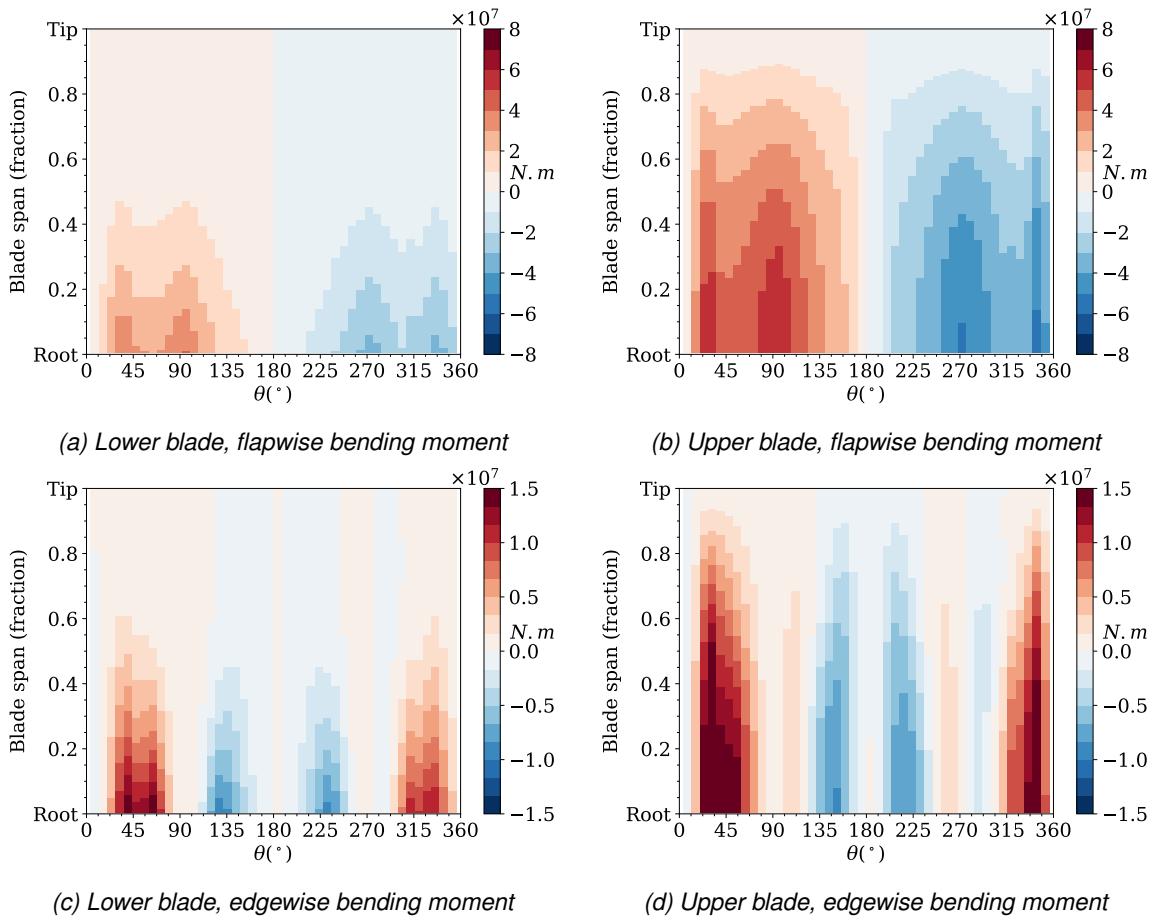 ×10⁷ ×10⁷
Tip 8 Tip 8
0.8 6 0.8 6
4 4
0.6 2 0.6 2
N.m N.m
0 0
0.4 −2 0.4 −2
−4 −4
0.2 −6 0.2 −6
Root −8 Root −8
Blade span (fraction) Blade span (fraction)
0 45 90 135 180 225 270 315 360 0 45 90 135 180 225 270 315 360
θ(°) θ(°)
(a) Lower blade, flapwise bending moment (b) Upper blade, flapwise bending moment
×10⁷ ×10⁷
Tip 1.5 Tip 1.5
0.8 1.0 0.8 1.0
0.6 0.5 0.6 0.5
N.m N.m
0.0 0.0
0.4 −0.5 0.4 −0.5
0.2 −1.0 0.2 −1.0
Root −1.5 Root −1.5
Blade span (fraction) Blade span (fraction)
0 45 90 135 180 225 270 315 360 0 45 90 135 180 225 270 315 360
θ(°) θ(°)
(c) Lower blade, edgewise bending moment (d) Upper blade, edgewise bending moment